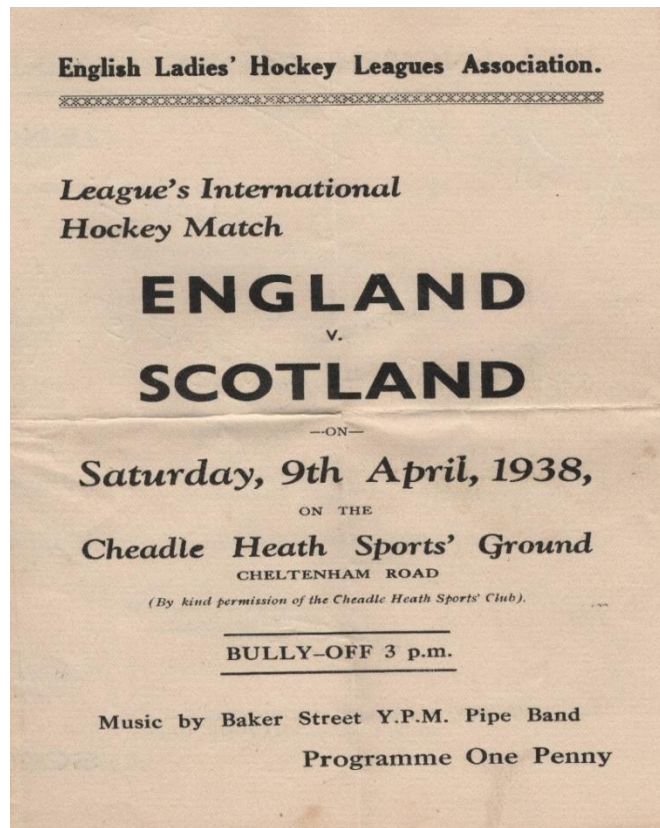 English Ladies' Hockey Leagues Association.
League's International
Hockey Match
ENGLAND
v.
SCOTLAND
—ON—
Saturday, 9th April, 1938,
ON THE
Cheadle Heath Sports' Ground
CHELTENHAM ROAD
(By kind permission of the Cheadle Heath Sports' Club).
BULLY–OFF 3 p.m.
Music by Baker Street Y.P.M. Pipe Band
Programme One Penny